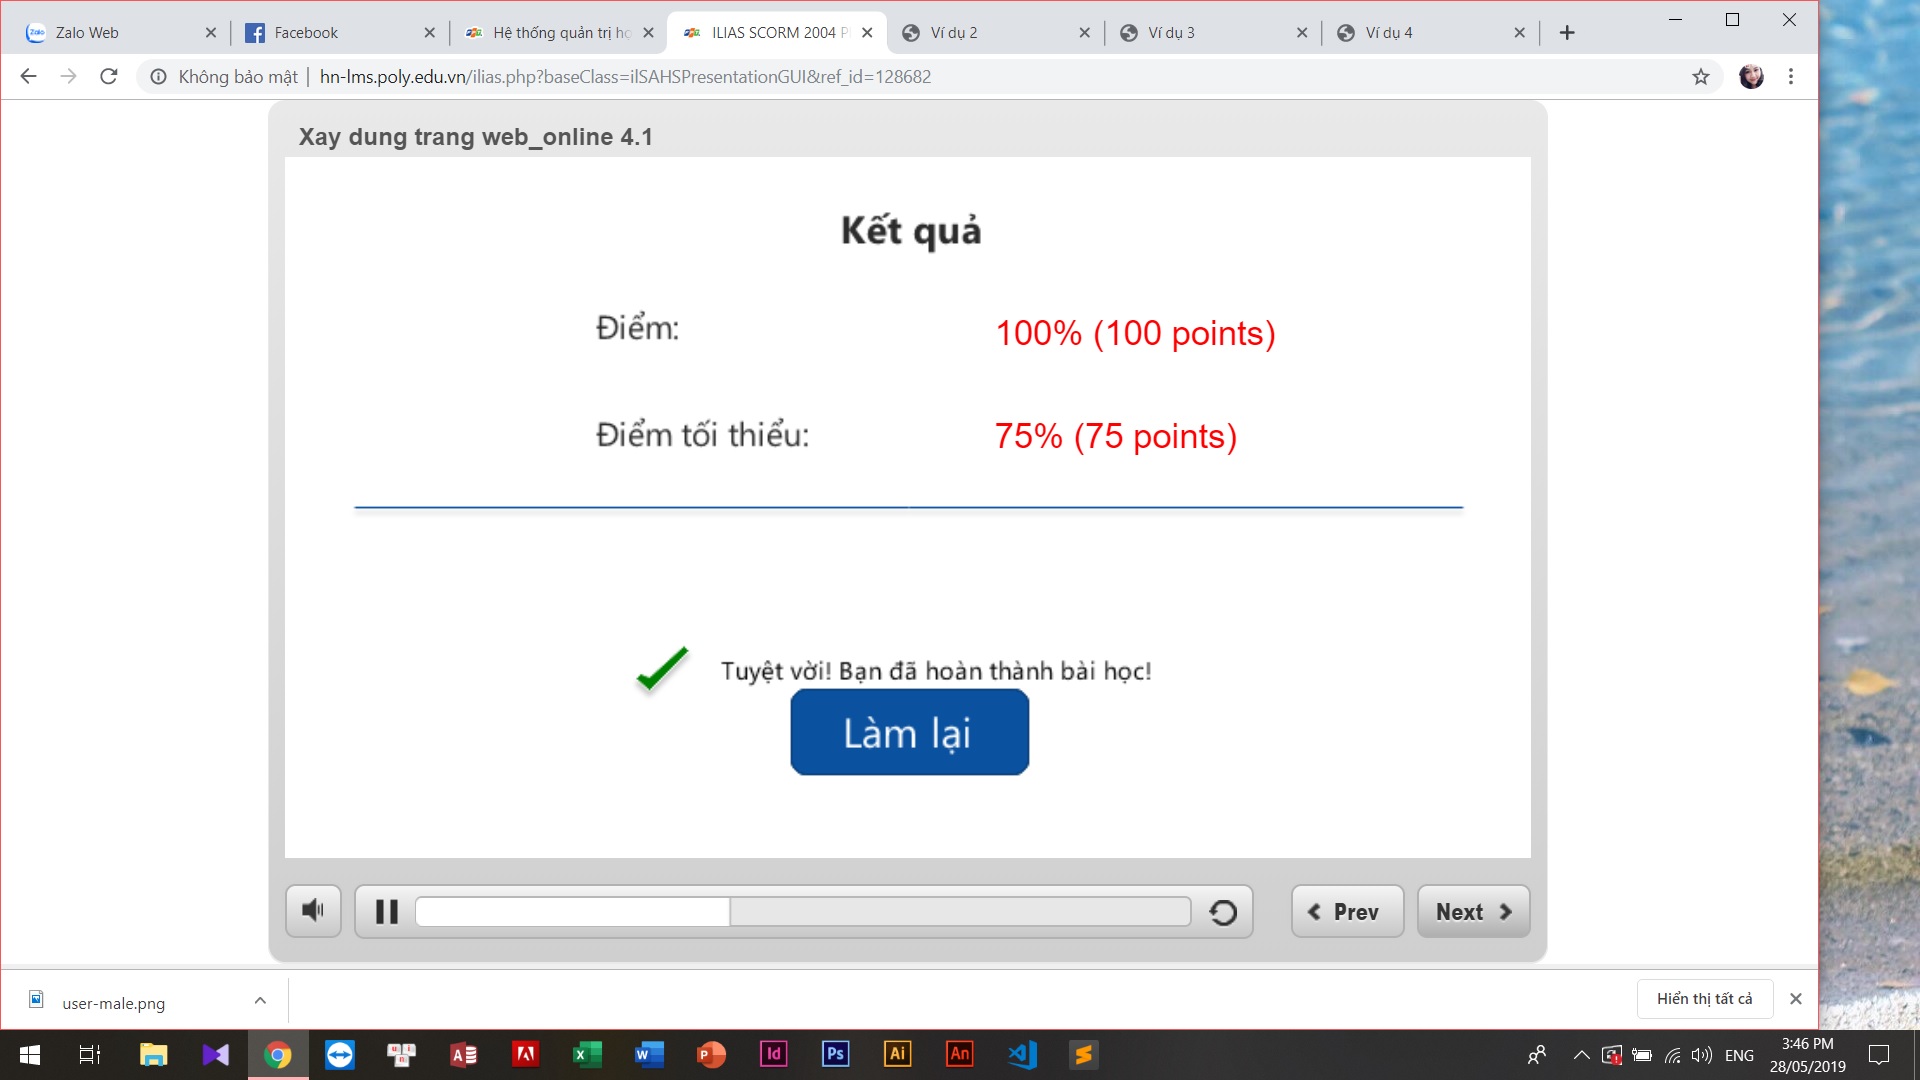 Zalo Web
Facebook
Hệ thống quản trị họ
ILIAS SCORM 2004 P
Ví dụ 2
Ví dụ 3
Ví dụ 4
Không bảo mật | hn-lms.poly.edu.vn/ilias.php?baseClass=ilSAHSPresentationGUI&ref_id=128682
Xay dung trang web_online 4.1
Kết quả
Điểm: 100% (100 points)
Điểm tối thiểu: 75% (75 points)
Tuyệt vời! Bạn đã hoàn thành bài học!
Làm lại
Prev
Next
user-male.png
Hiển thị tất cả
ENG
3:46 PM
28/05/2019